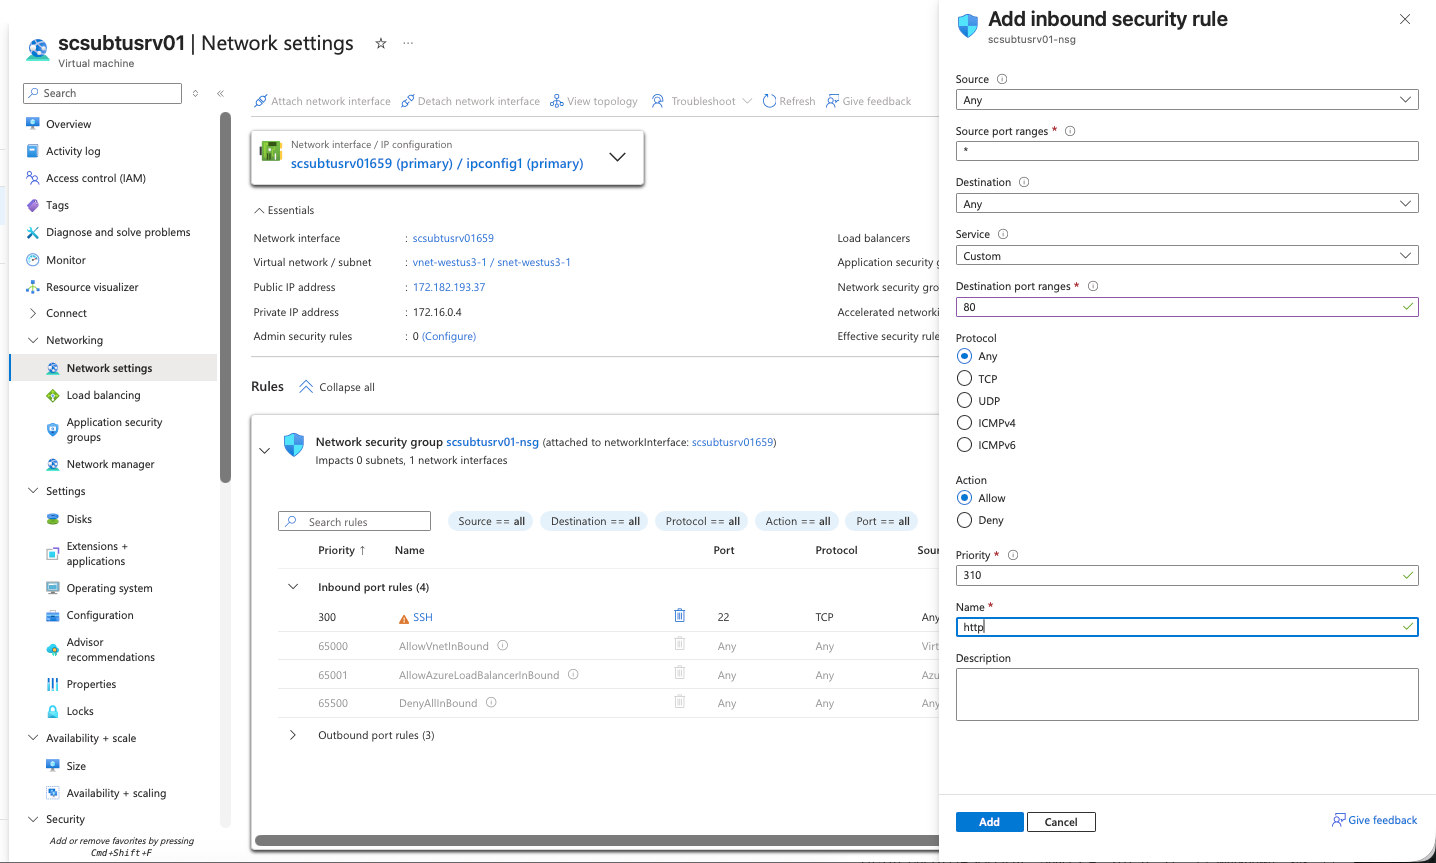 scsubtusrv01 | Network settings
Virtual machine
Search
Overview
Activity log
Access control (IAM)
Tags
Diagnose and solve problems
Monitor
Resource visualizer
Connect
Networking
Network settings
Load balancing
Application security
groups
Network manager
Settings
Disks
Extensions +
applications
Operating system
Configuration
Advisor
recommendations
Properties
Locks
Availability + scale
Size
Availability + scaling
Security
Add or remove favorites by pressing
Cmd+Shift+F
Attach network interface Detach network interface View topology Troubleshoot Refresh Give feedback
Network interface / IP configuration
scsubtusrv01659 (primary) / ipconfig1 (primary)
Essentials
Network interface : scsubtusrv01659
Virtual network / subnet : vnet-westus3-1 / snet-westus3-1
Public IP address : 172.182.193.37
Private IP address : 172.16.0.4
Admin security rules : 0 (Configure)
Load balancers
Application security g
Network security grou
Accelerated networki
Effective security rule
Rules Collapse all
Network security group scsubtusrv01-nsg (attached to networkInterface: scsubtusrv01659)
Impacts 0 subnets, 1 network interfaces
Search rules Source == all Destination == all Protocol == all Action == all Port == all
Priority ↑ Name Port Protocol Sour
Inbound port rules (4)
300 SSH 22 TCP Any
65000 AllowVnetInBound Any Any Virt
65001 AllowAzureLoadBalancerInBound Any Any Azu
65500 DenyAllInBound Any Any Any
Outbound port rules (3)
Add inbound security rule
scsubtusrv01-nsg
Source
Any
Source port ranges *
*
Destination
Any
Service
Custom
Destination port ranges *
80
Protocol
Any
TCP
UDP
ICMPv4
ICMPv6
Action
Allow
Deny
Priority *
310
Name *
http
Description
Add Cancel Give feedback